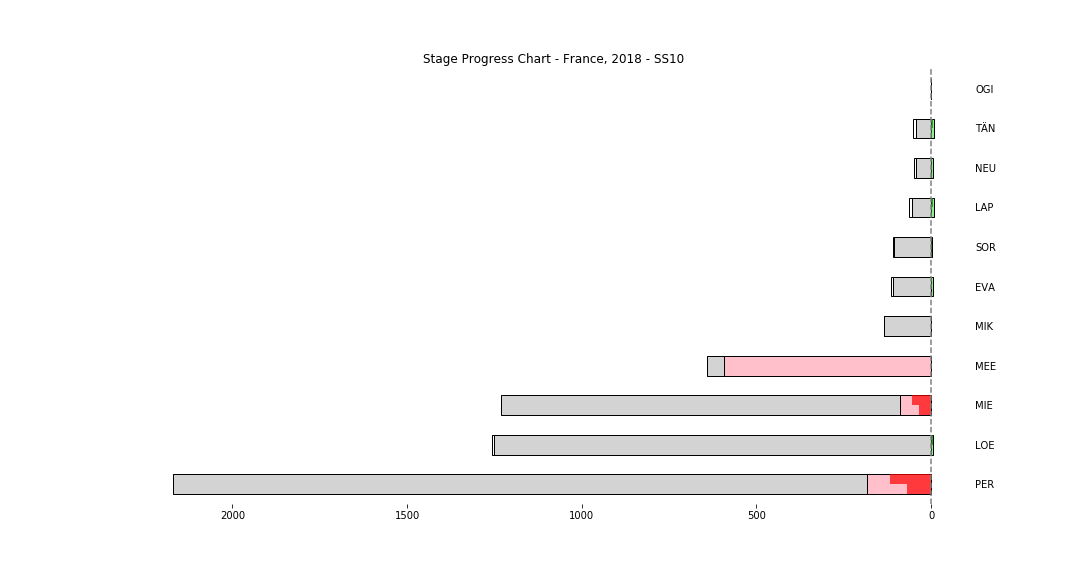 Stage Progress Chart - France, 2018 - SS10
OGI
TÄN
NEU
LAP
SOR
EVA
MIK
MEE
MIE
LOE
PER
2000 1500 1000 500 0